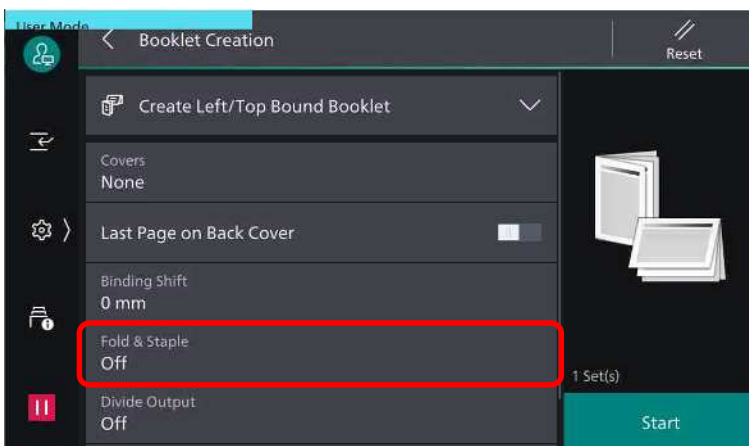 User Mode
Booklet Creation
Reset
Create Left/Top Bound Booklet
Covers
None
Last Page on Back Cover
Binding Shift
0 mm
Fold & Staple
Off
1 Set(s)
Divide Output
Off
Start